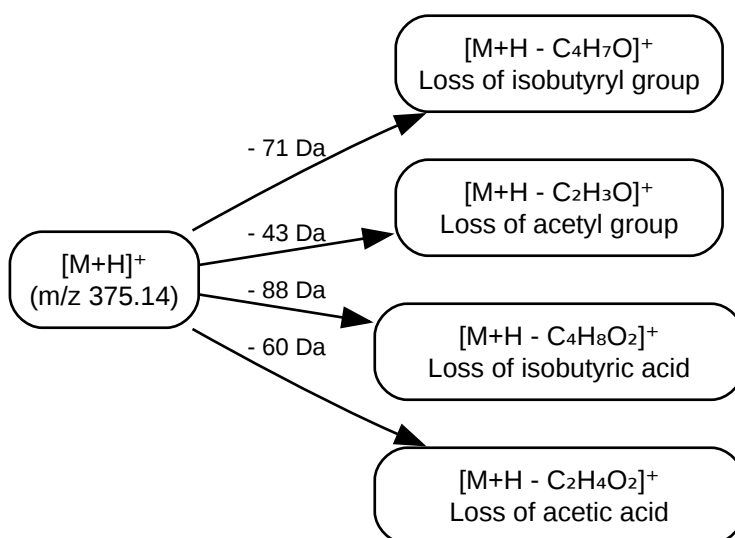 [M+H - C₄H₇O]⁺
Loss of isobutyryl group
- 71 Da
[M+H - C₂H₃O]⁺
Loss of acetyl group
- 43 Da
[M+H]⁺
(m/z 375.14)
- 88 Da
[M+H - C₄H₈O₂]⁺
Loss of isobutyric acid
- 60 Da
[M+H - C₂H₄O₂]⁺
Loss of acetic acid